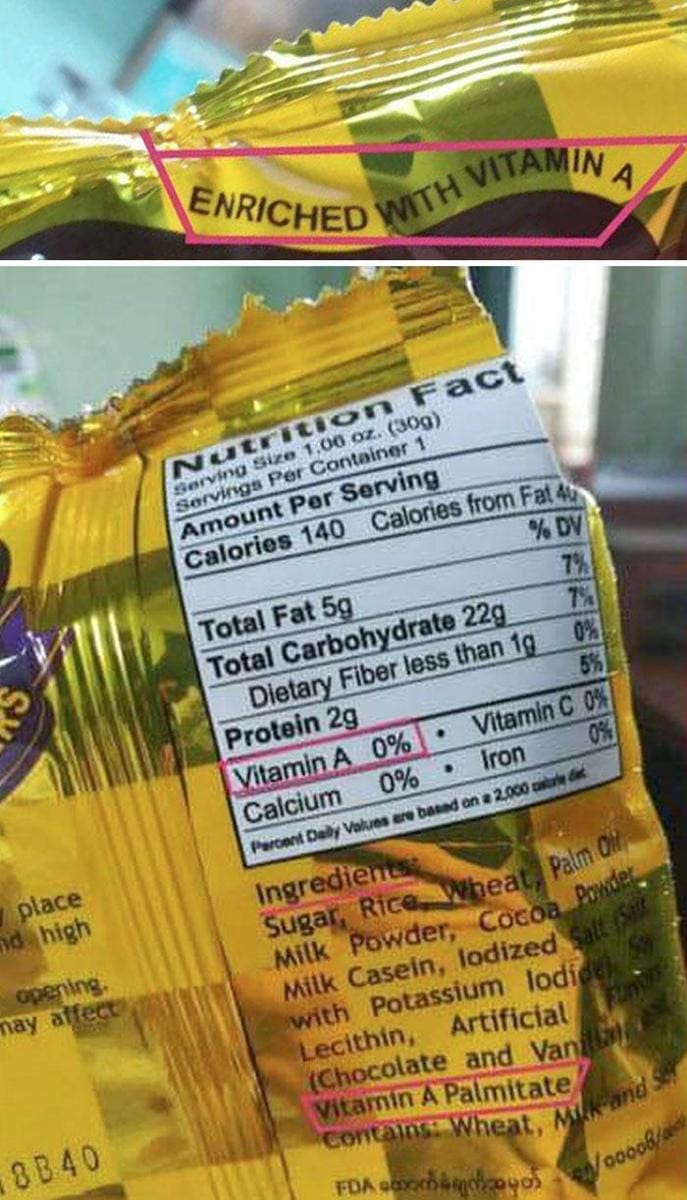 ENRICHED WITH VITAMIN A
Nutrition Fact
Serving Size 1.06 oz. (30g)
Servings Per Container 1
Amount Per Serving
Calories 140 Calories from Fat 40
% DV
Total Fat 5g 7%
Total Carbohydrate 22g 7%
Dietary Fiber less than 1g 0%
Protein 2g 5%
Vitamin A 0% • Vitamin C 0%
Calcium 0% • Iron 0%
Percent Daily Values are based on a 2,000 calorie diet.
Ingredients:
Sugar, Rice, Wheat, Palm Oil
Milk Powder, Cocoa Powder
Milk Casein, Iodized Salt (Salt
with Potassium Iodide), Soy
Lecithin, Artificial Flavors
(Chocolate and Vanilla),
Vitamin A Palmitate
Contains: Wheat, Milk and
FDA
place
high
opening.
may affect
8B40